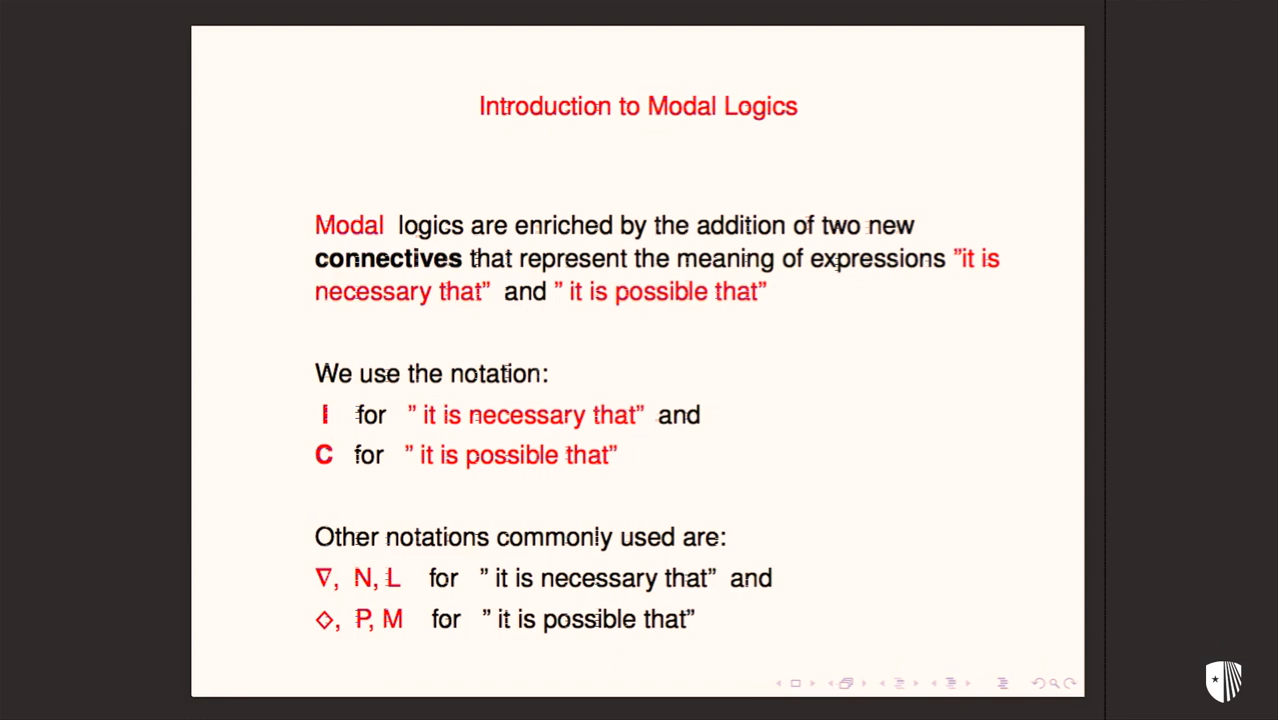 Introduction to Modal Logics
Modal logics are enriched by the addition of two new
connectives that represent the meaning of expressions ”it is
necessary that” and ” it is possible that”
We use the notation:
I for ” it is necessary that” and
C for ” it is possible that”
Other notations commonly used are:
∇, N, L for ” it is necessary that” and
◇, P, M for ” it is possible that”